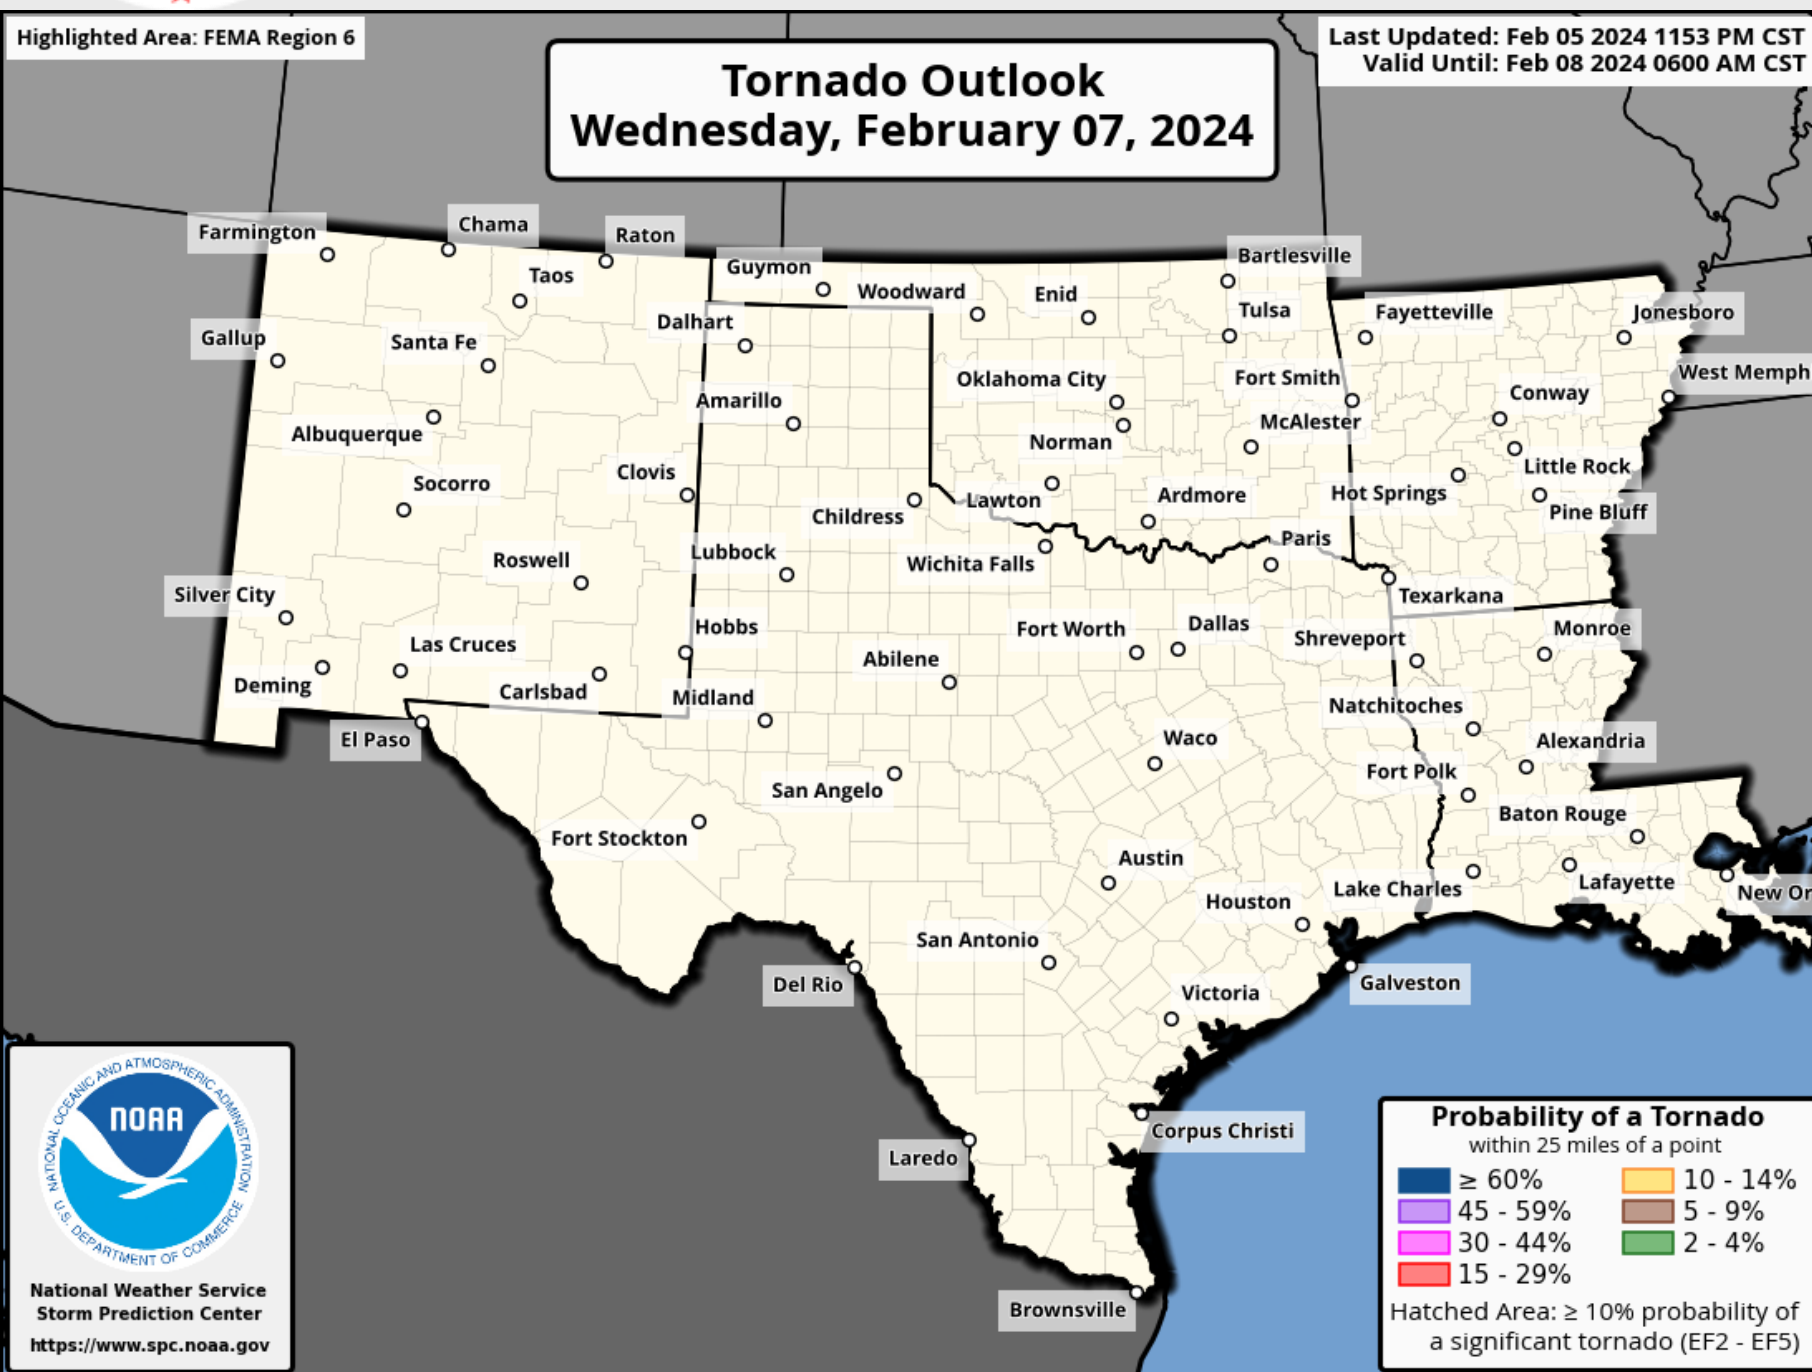 Highlighted Area: FEMA Region 6
Tornado Outlook
Wednesday, February 07, 2024
Last Updated: Feb 05 2024 1153 PM CST
Valid Until: Feb 08 2024 0600 AM CST
Farmington
Chama
Raton
Taos
Guymon
Woodward
Enid
Bartlesville
Tulsa
Fayetteville
Jonesboro
Gallup
Santa Fe
Dalhart
West Memph
Oklahoma City
Fort Smith
Conway
Amarillo
Albuquerque
Norman
McAlester
Clovis
Socorro
Little Rock
Lawton
Ardmore
Hot Springs
Pine Bluff
Childress
Paris
Lubbock
Wichita Falls
Roswell
Silver City
Texarkana
Hobbs
Fort Worth
Dallas
Shreveport
Monroe
Las Cruces
Abilene
Deming
Carlsbad
Midland
Natchitoches
El Paso
Waco
Alexandria
Fort Polk
San Angelo
Baton Rouge
Fort Stockton
Austin
Lake Charles
Lafayette
New Or
Houston
San Antonio
Del Rio
Galveston
Victoria
Corpus Christi
Laredo
Brownsville
NATIONAL OCEANIC AND ATMOSPHERIC ADMINISTRATION
NOAA
U.S. DEPARTMENT OF COMMERCE
National Weather Service
Storm Prediction Center
https://www.spc.noaa.gov
Probability of a Tornado
within 25 miles of a point
≥ 60%
10 - 14%
45 - 59%
5 - 9%
30 - 44%
2 - 4%
15 - 29%
Hatched Area: ≥ 10% probability of
a significant tornado (EF2 - EF5)